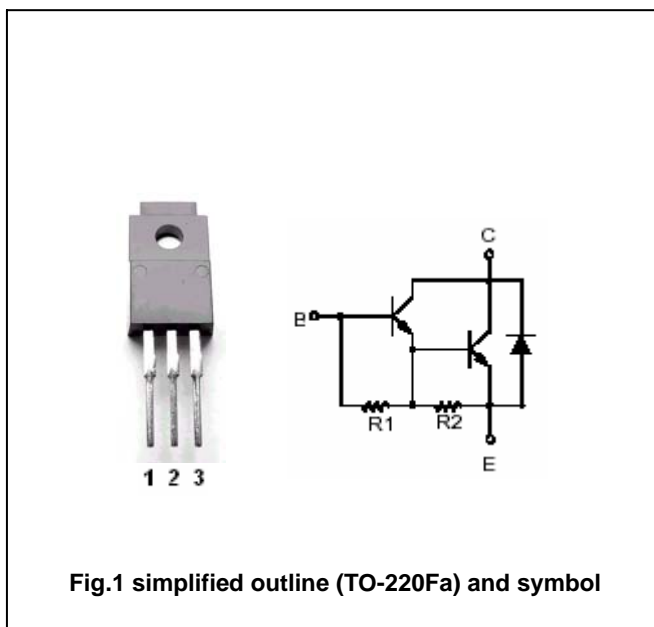 C
B
R1 R2
E
1 2 3
Fig.1 simplified outline (TO-220Fa) and symbol